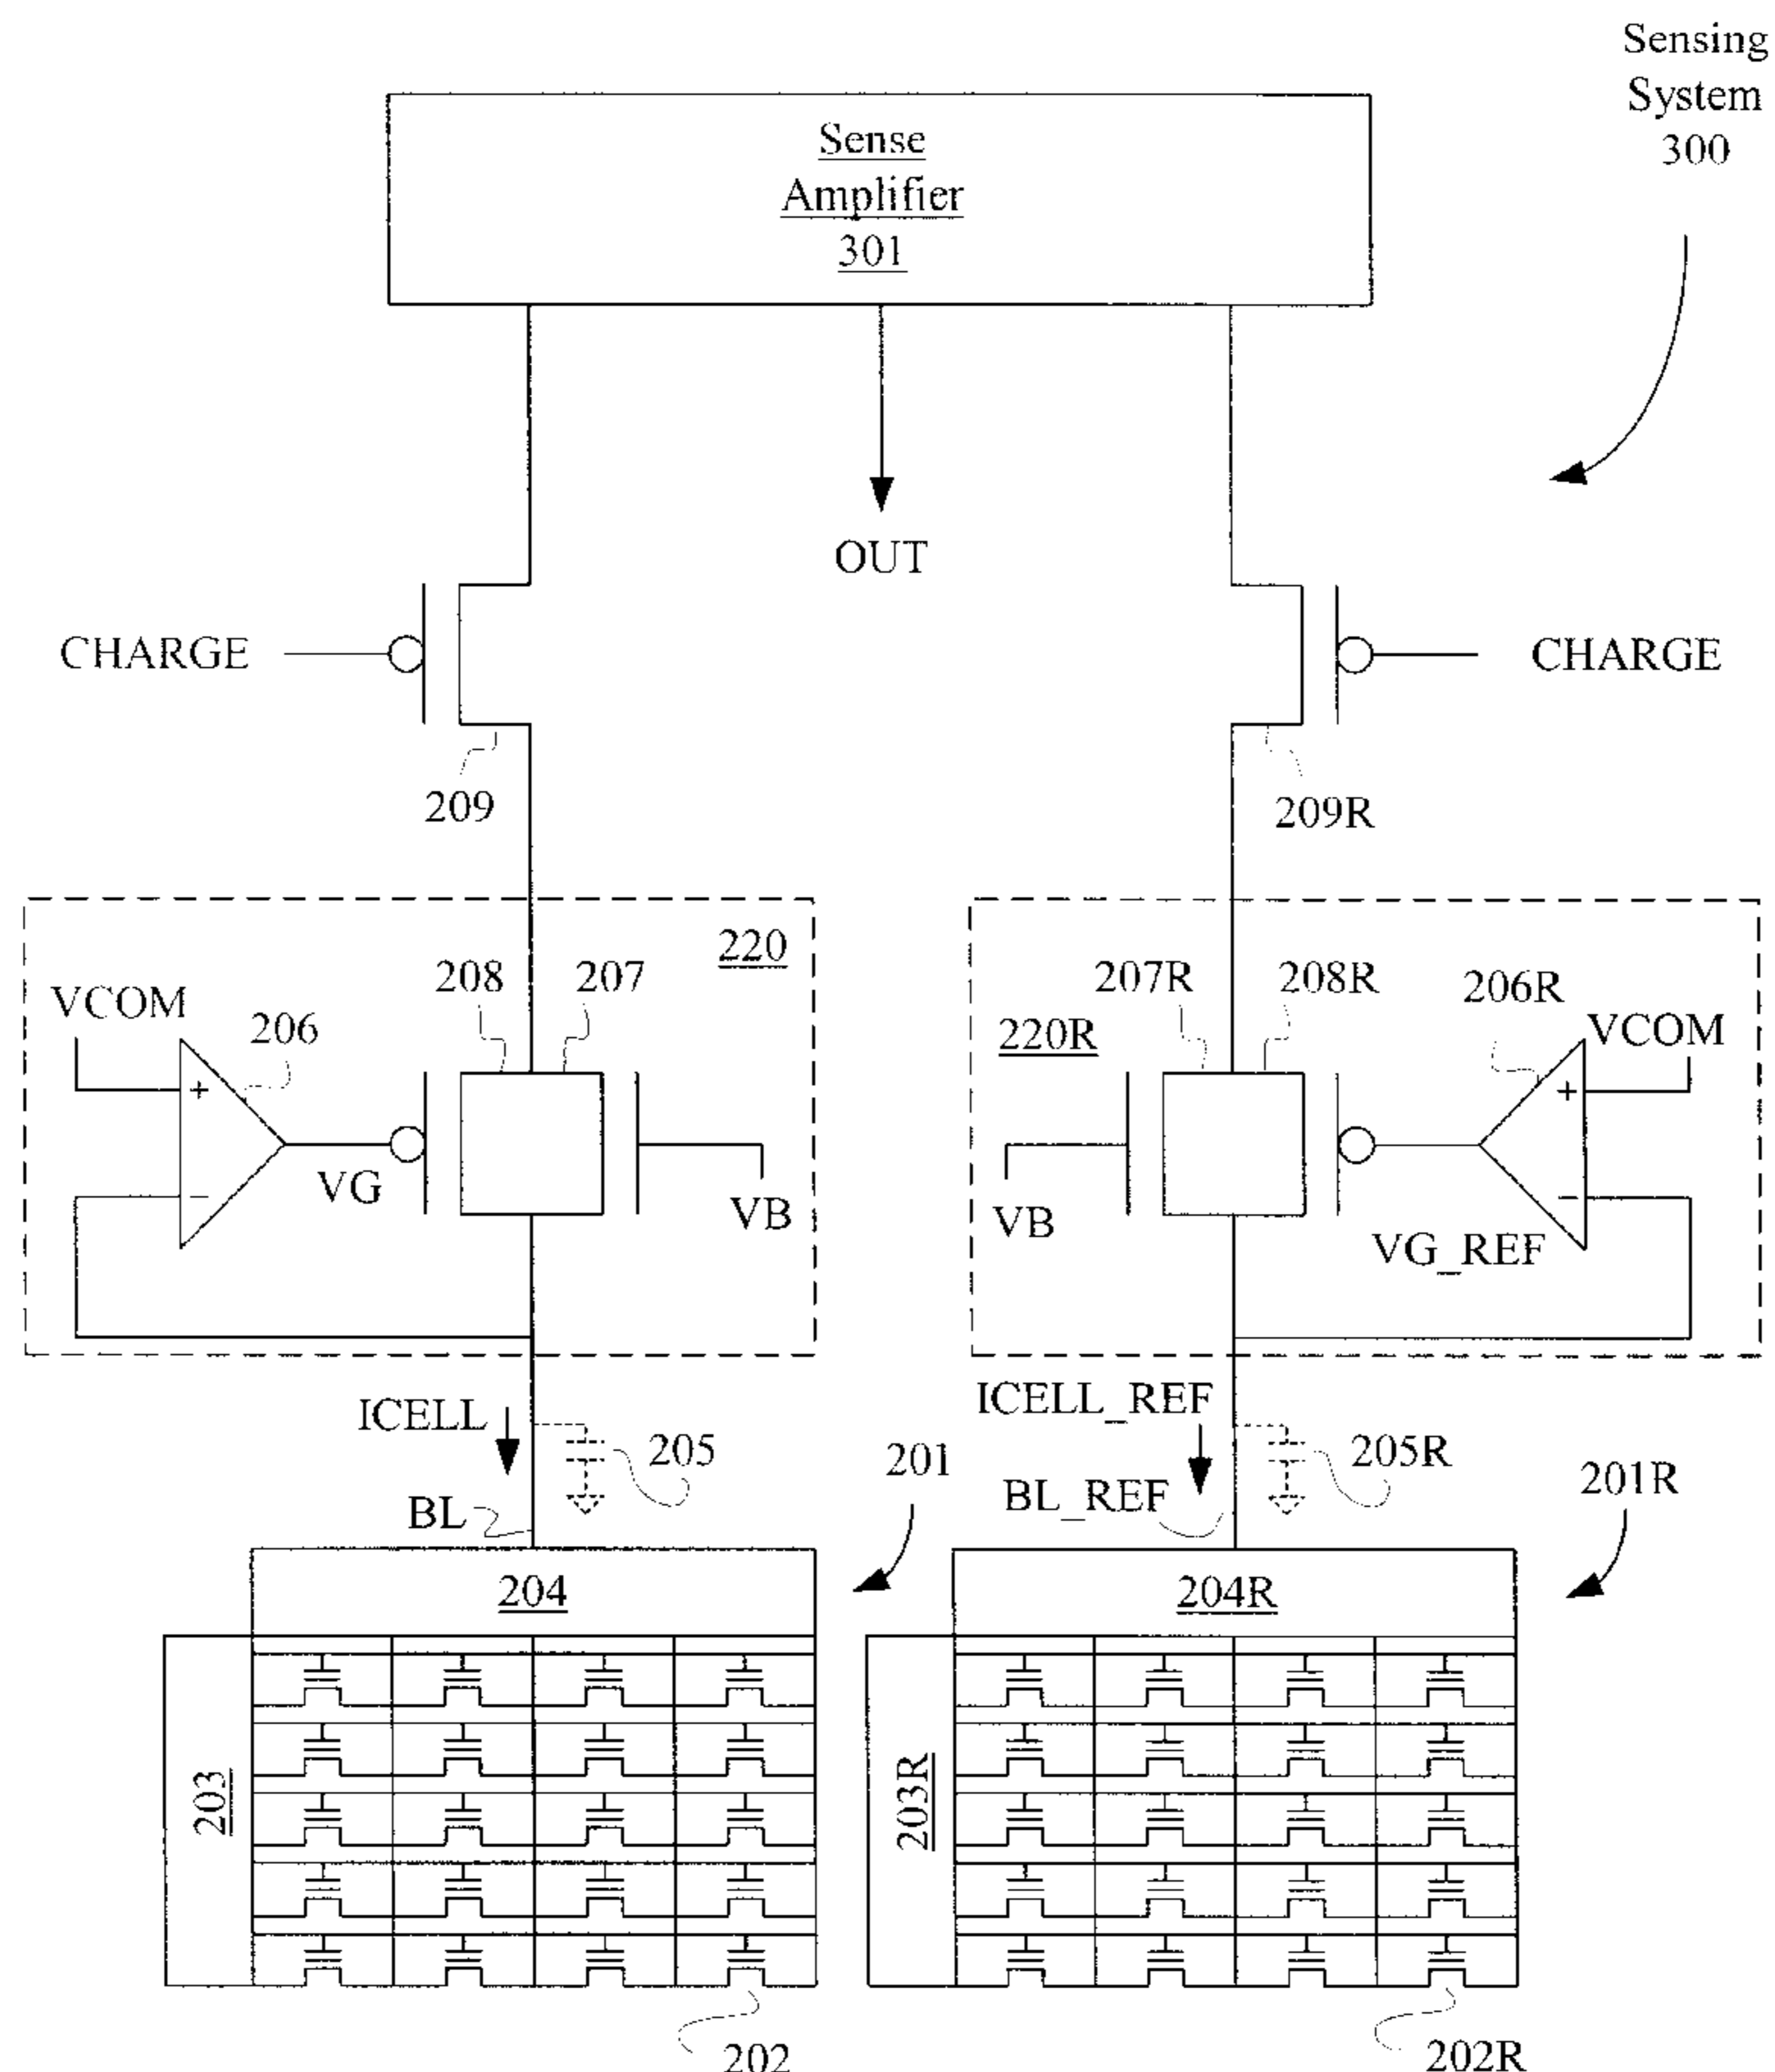 Sensing
System
300
Sense
Amplifier
301
OUT
CHARGE
CHARGE
209
209R
220
208
207
VCOM
206
+
−
VG
VB
207R
208R
206R
220R
VCOM
+
−
VB
VG_REF
ICELL
205
BL
201
ICELL_REF
205R
BL_REF
201R
204
204R
203
203R
202
202R